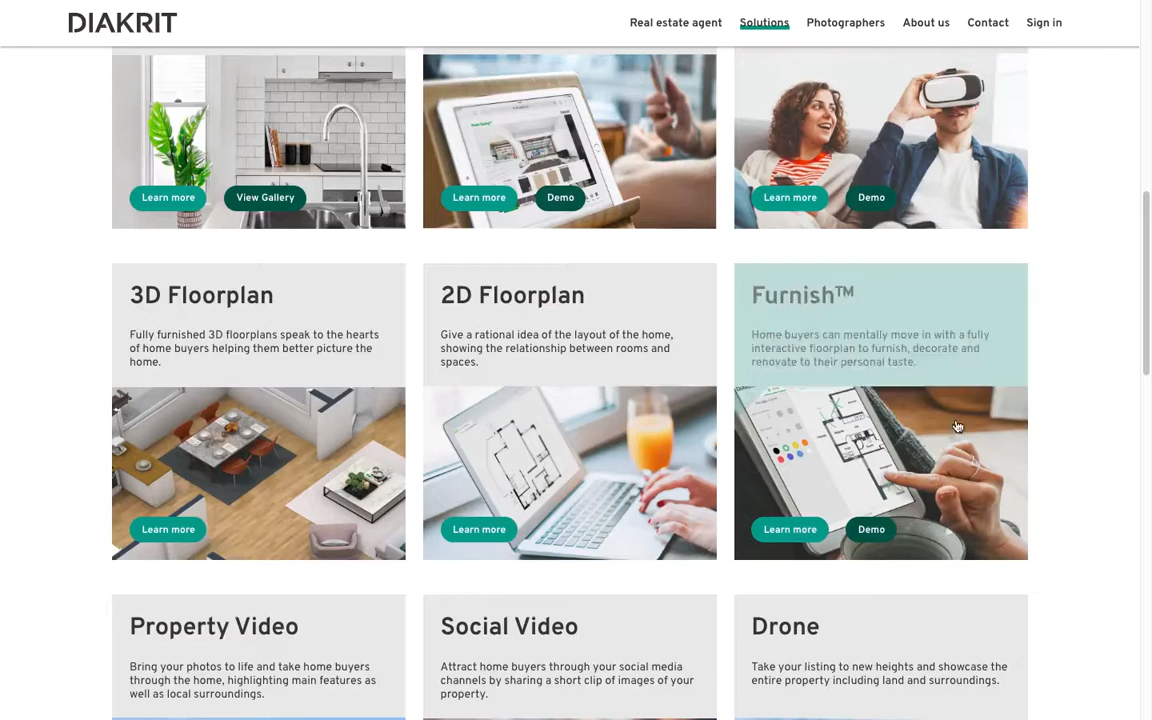 DIAKRIT
Real estate agent
Solutions
Photographers
About us
Contact
Sign in
Learn more
View Gallery
Learn more
Demo
Learn more
Demo
3D Floorplan
Fully furnished 3D floorplans speak to the hearts
of home buyers helping them better picture the
home.
Learn more
2D Floorplan
Give a rational idea of the layout of the home,
showing the relationship between rooms and
spaces.
Learn more
Furnish™
Home buyers can mentally move in with a fully
interactive floorplan to furnish, decorate and
renovate to their personal taste.
Learn more
Demo
Property Video
Bring your photos to life and take home buyers
through the home, highlighting main features as
well as local surroundings.
Social Video
Attract home buyers through your social media
channels by sharing a short clip of images of your
property.
Drone
Take your listing to new heights and showcase the
entire property including land and surroundings.